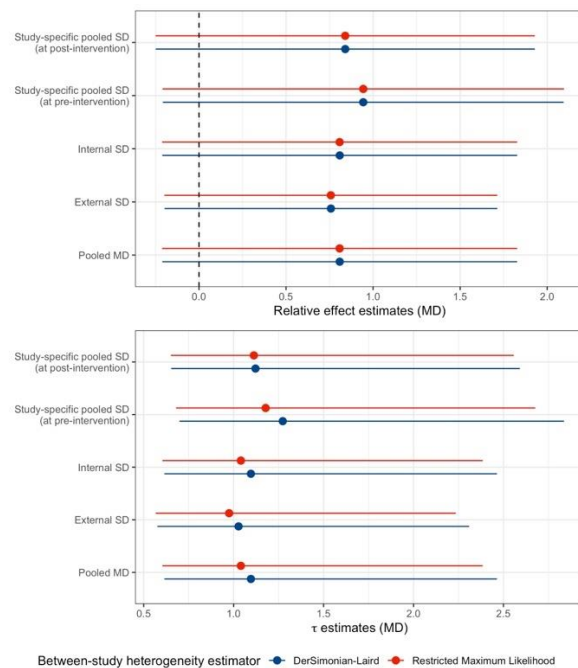 Study-specific pooled SD
(at post-intervention)
Study-specific pooled SD
(at pre-intervention)
Internal SD
External SD
Pooled MD
0.0 0.5 1.0 1.5 2.0
Relative effect estimates (MD)
Study-specific pooled SD
(at post-intervention)
Study-specific pooled SD
(at pre-intervention)
Internal SD
External SD
Pooled MD
0.5 1.0 1.5 2.0 2.5
τ estimates (MD)
Between-study heterogeneity estimator DerSimonian-Laird Restricted Maximum Likelihood